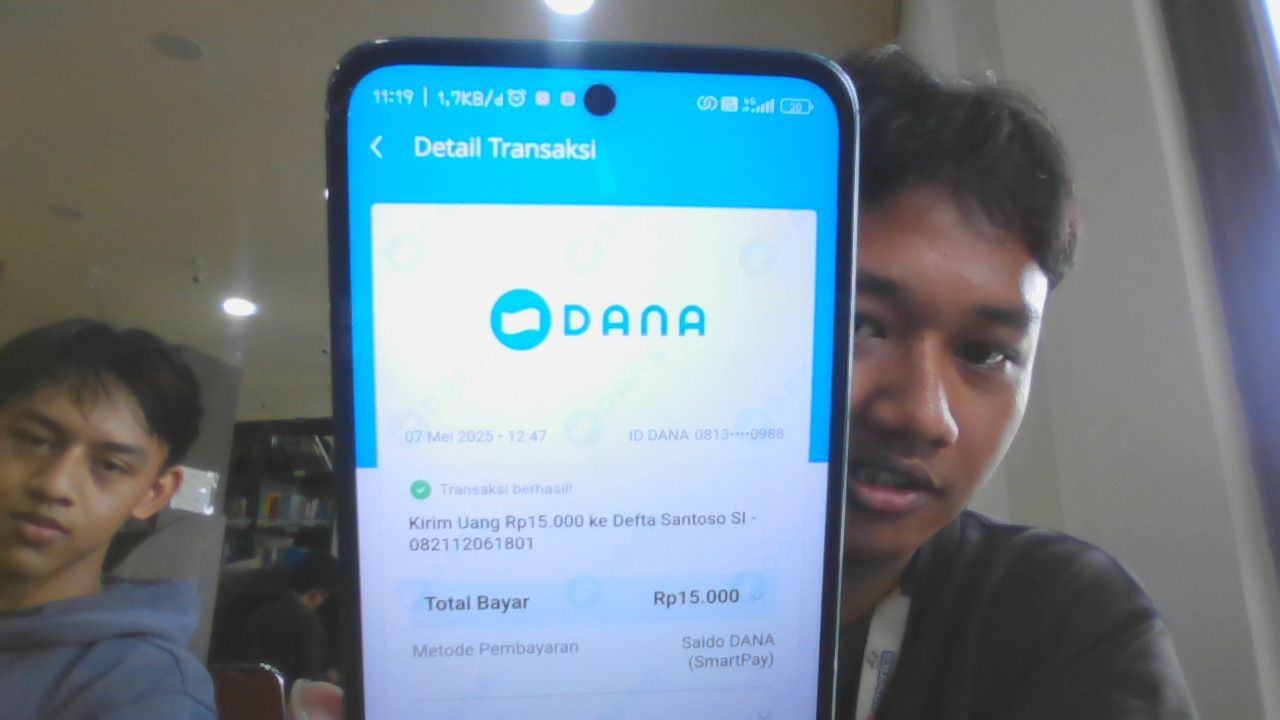 11:19 | 1,7KB/d
20
Detail Transaksi
DANA
07 Mei 2025 • 12:47 ID DANA 0813••••0988
Transaksi berhasil!
Kirim Uang Rp15.000 ke Defta Santoso SI -
082112061801
Total Bayar Rp15.000
Metode Pembayaran Saldo DANA
(SmartPay)